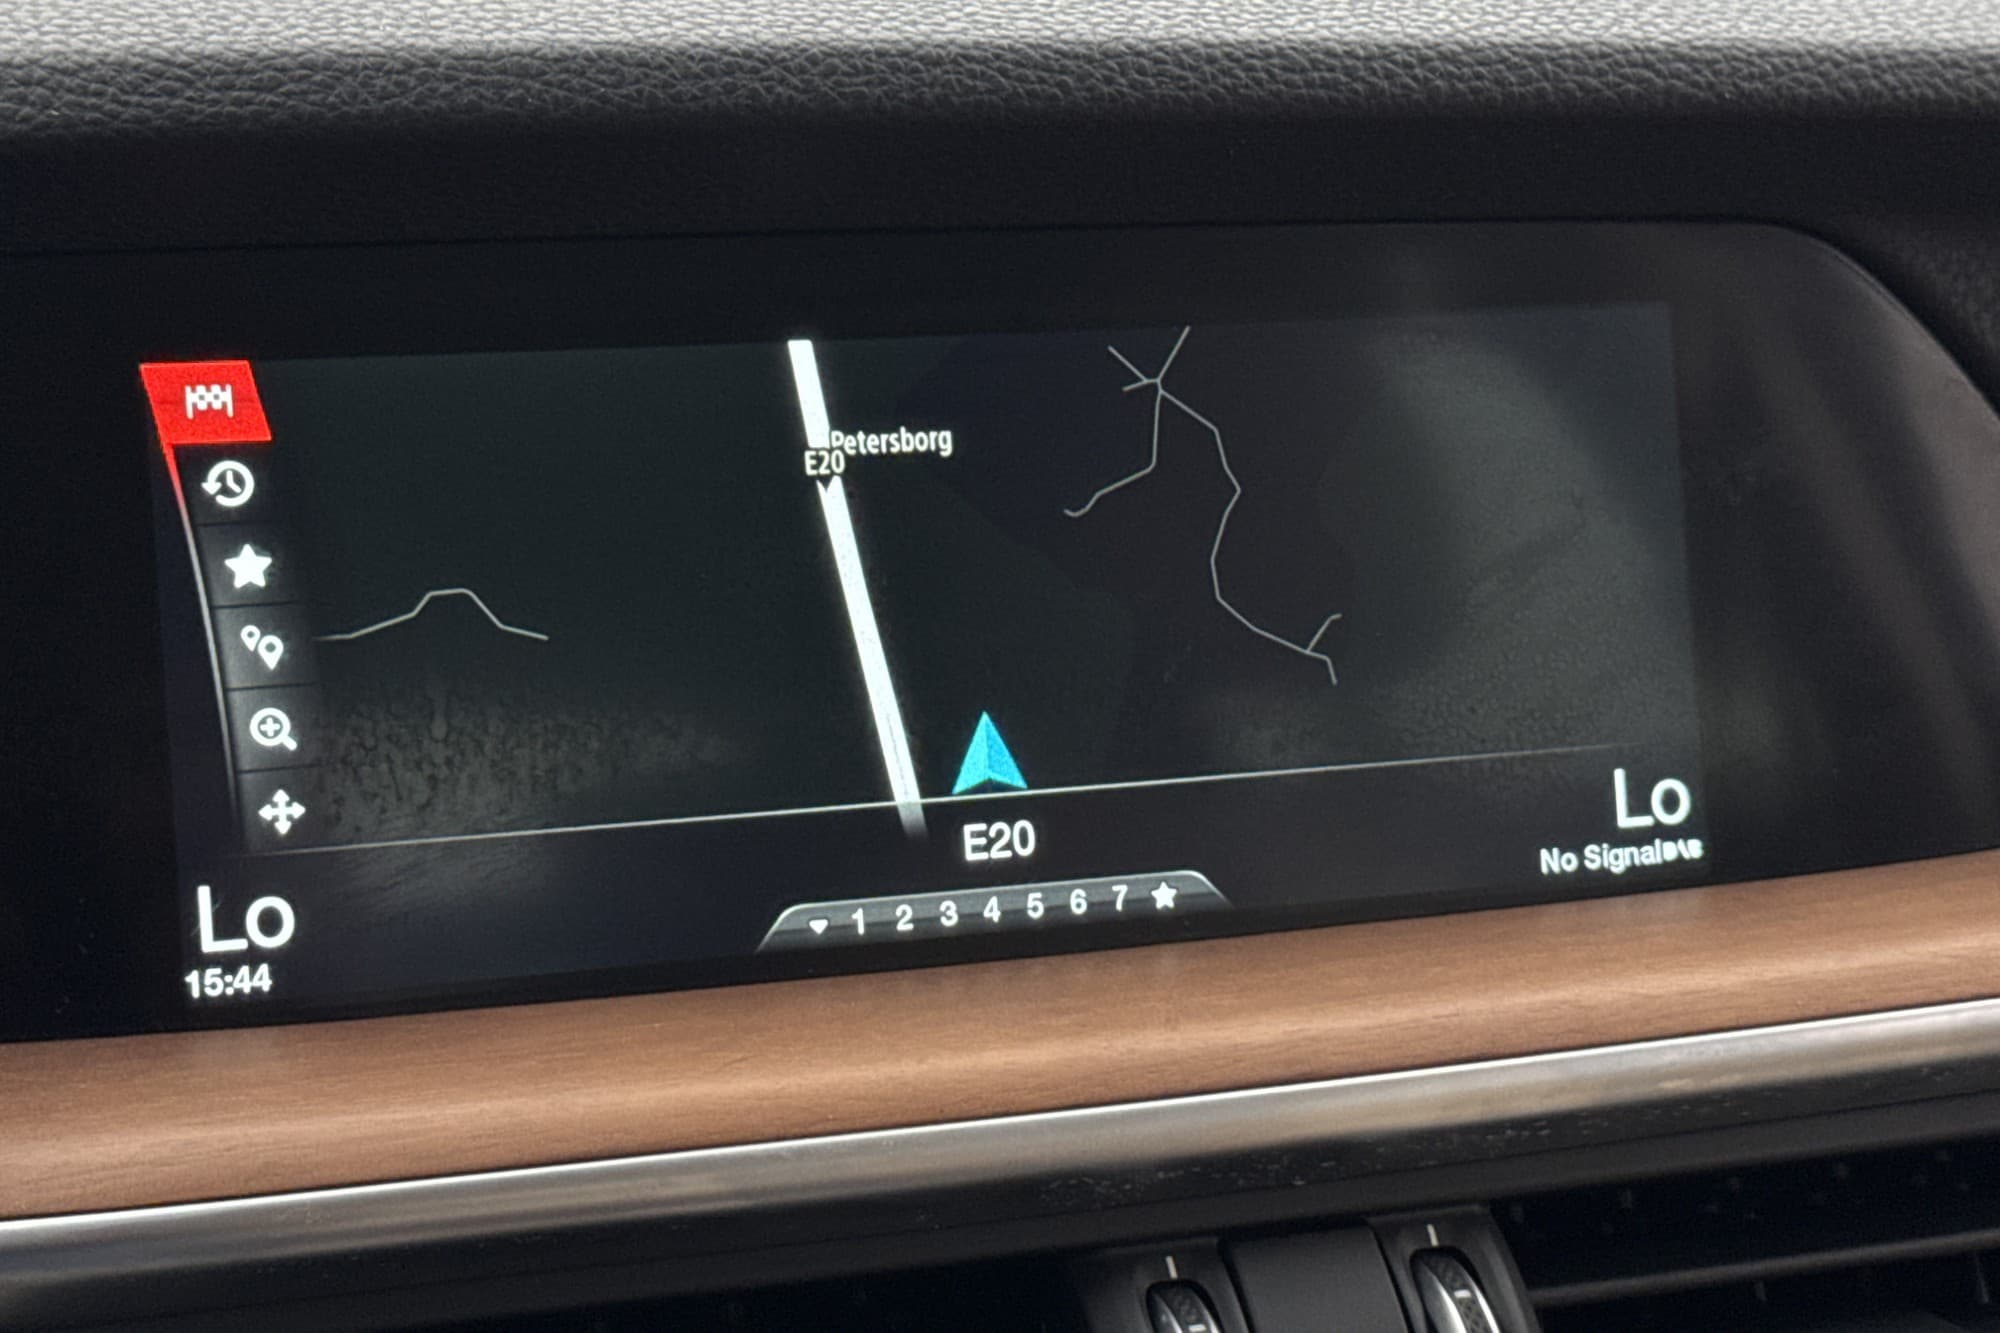 Petersborg
E20
E20
Lo
No Signal
1 2 3 4 5 6 7
Lo
15:44